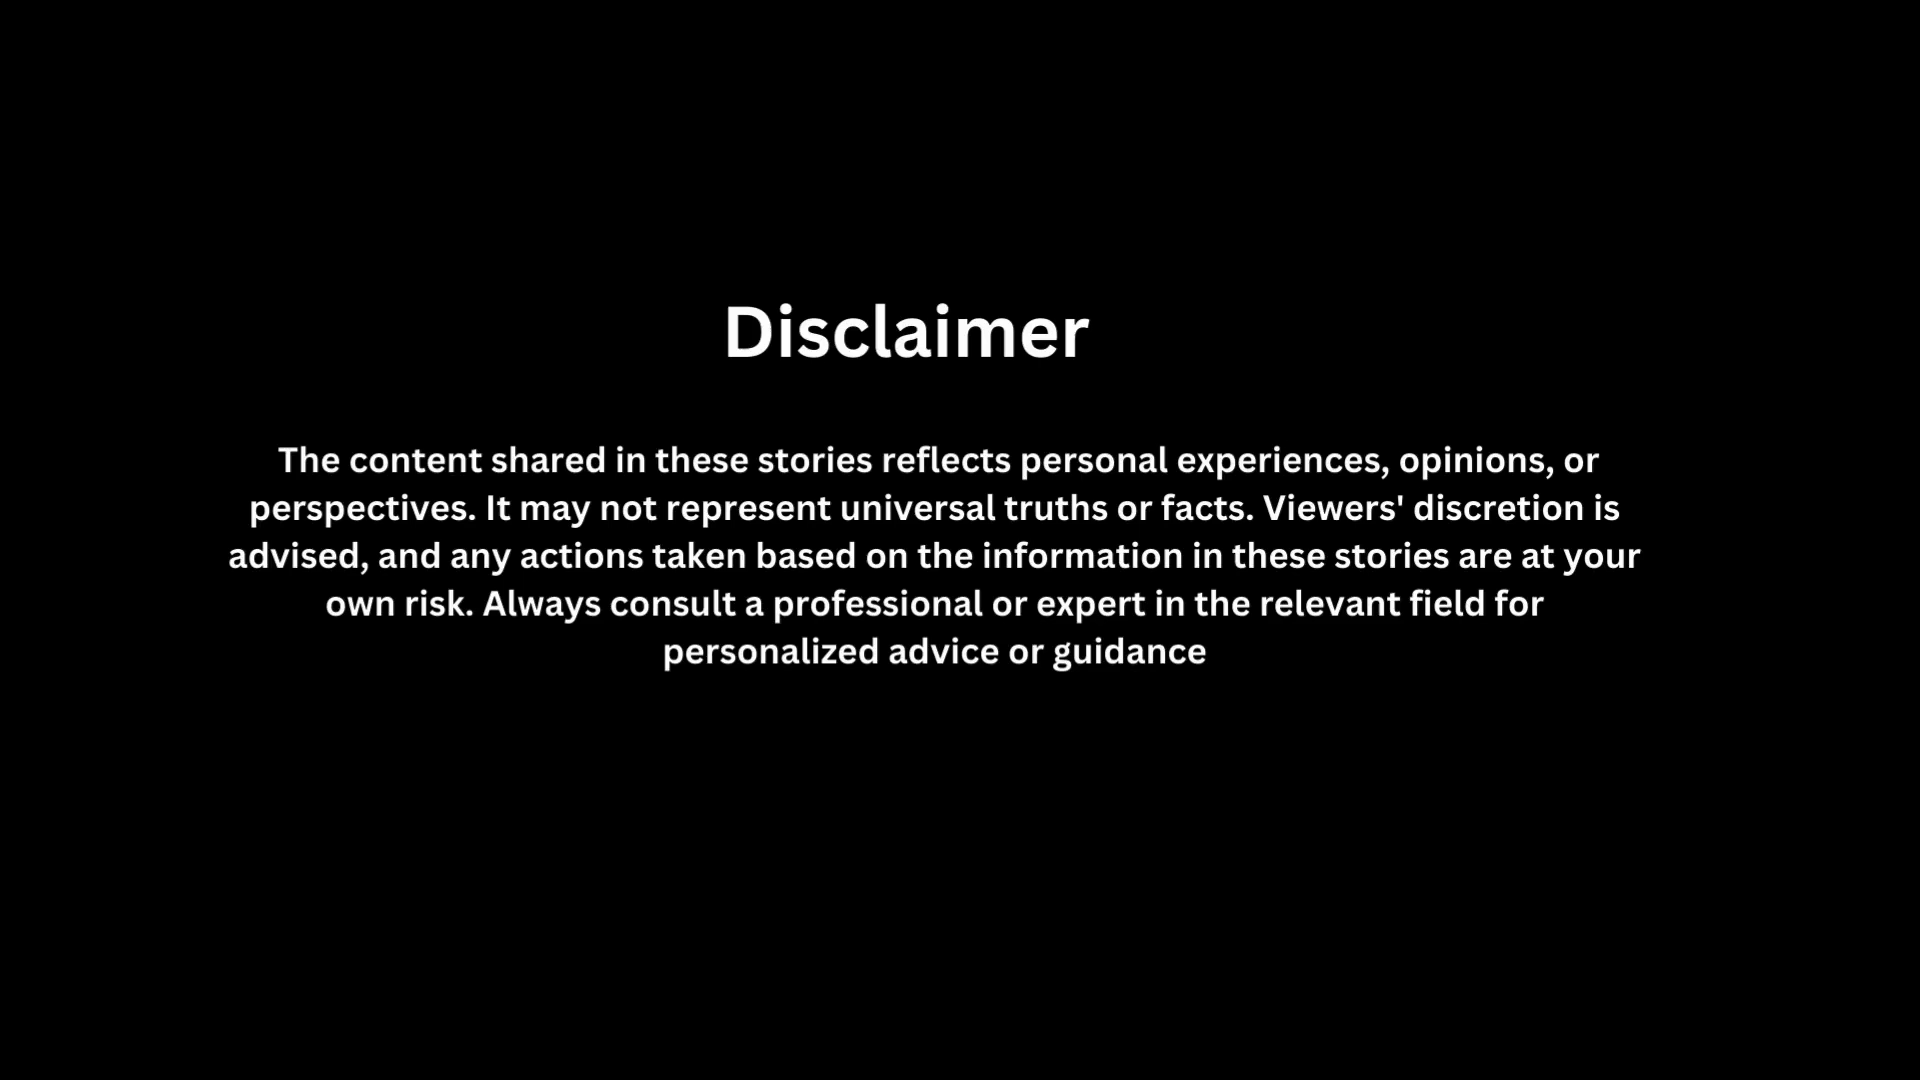 Disclaimer
The content shared in these stories reflects personal experiences, opinions, or
perspectives. It may not represent universal truths or facts. Viewers' discretion is
advised, and any actions taken based on the information in these stories are at your
own risk. Always consult a professional or expert in the relevant field for
personalized advice or guidance